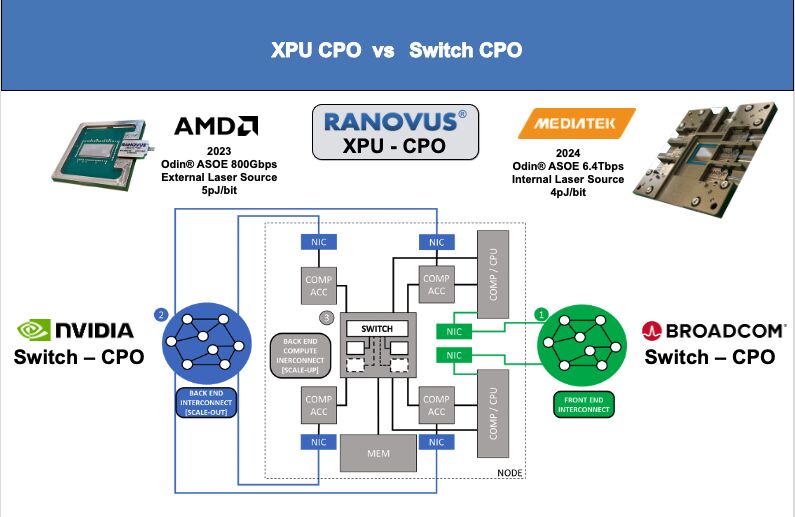 XPU CPO vs Switch CPO
AMD
2023
Odin® ASOE 800Gbps
External Laser Source
5pJ/bit
RANOVUS®
XPU - CPO
MEDIATEK
2024
Odin® ASOE 6.4Tbps
Internal Laser Source
4pJ/bit
NIC
NIC
COMP
ACC
COMP
ACC
COMP / CPU
2
3
1
SWITCH
NIC
NIC
NVIDIA
Switch – CPO
BROADCOM®
Switch – CPO
BACK END
COMPUTE
INERCONNECT
[SCALE-UP]
BACK END
INTERCONNECT
[SCALE-OUT]
FRONT END
INTERCONNECT
COMP
ACC
COMP
ACC
COMP / CPU
NIC
NIC
MEM
NODE